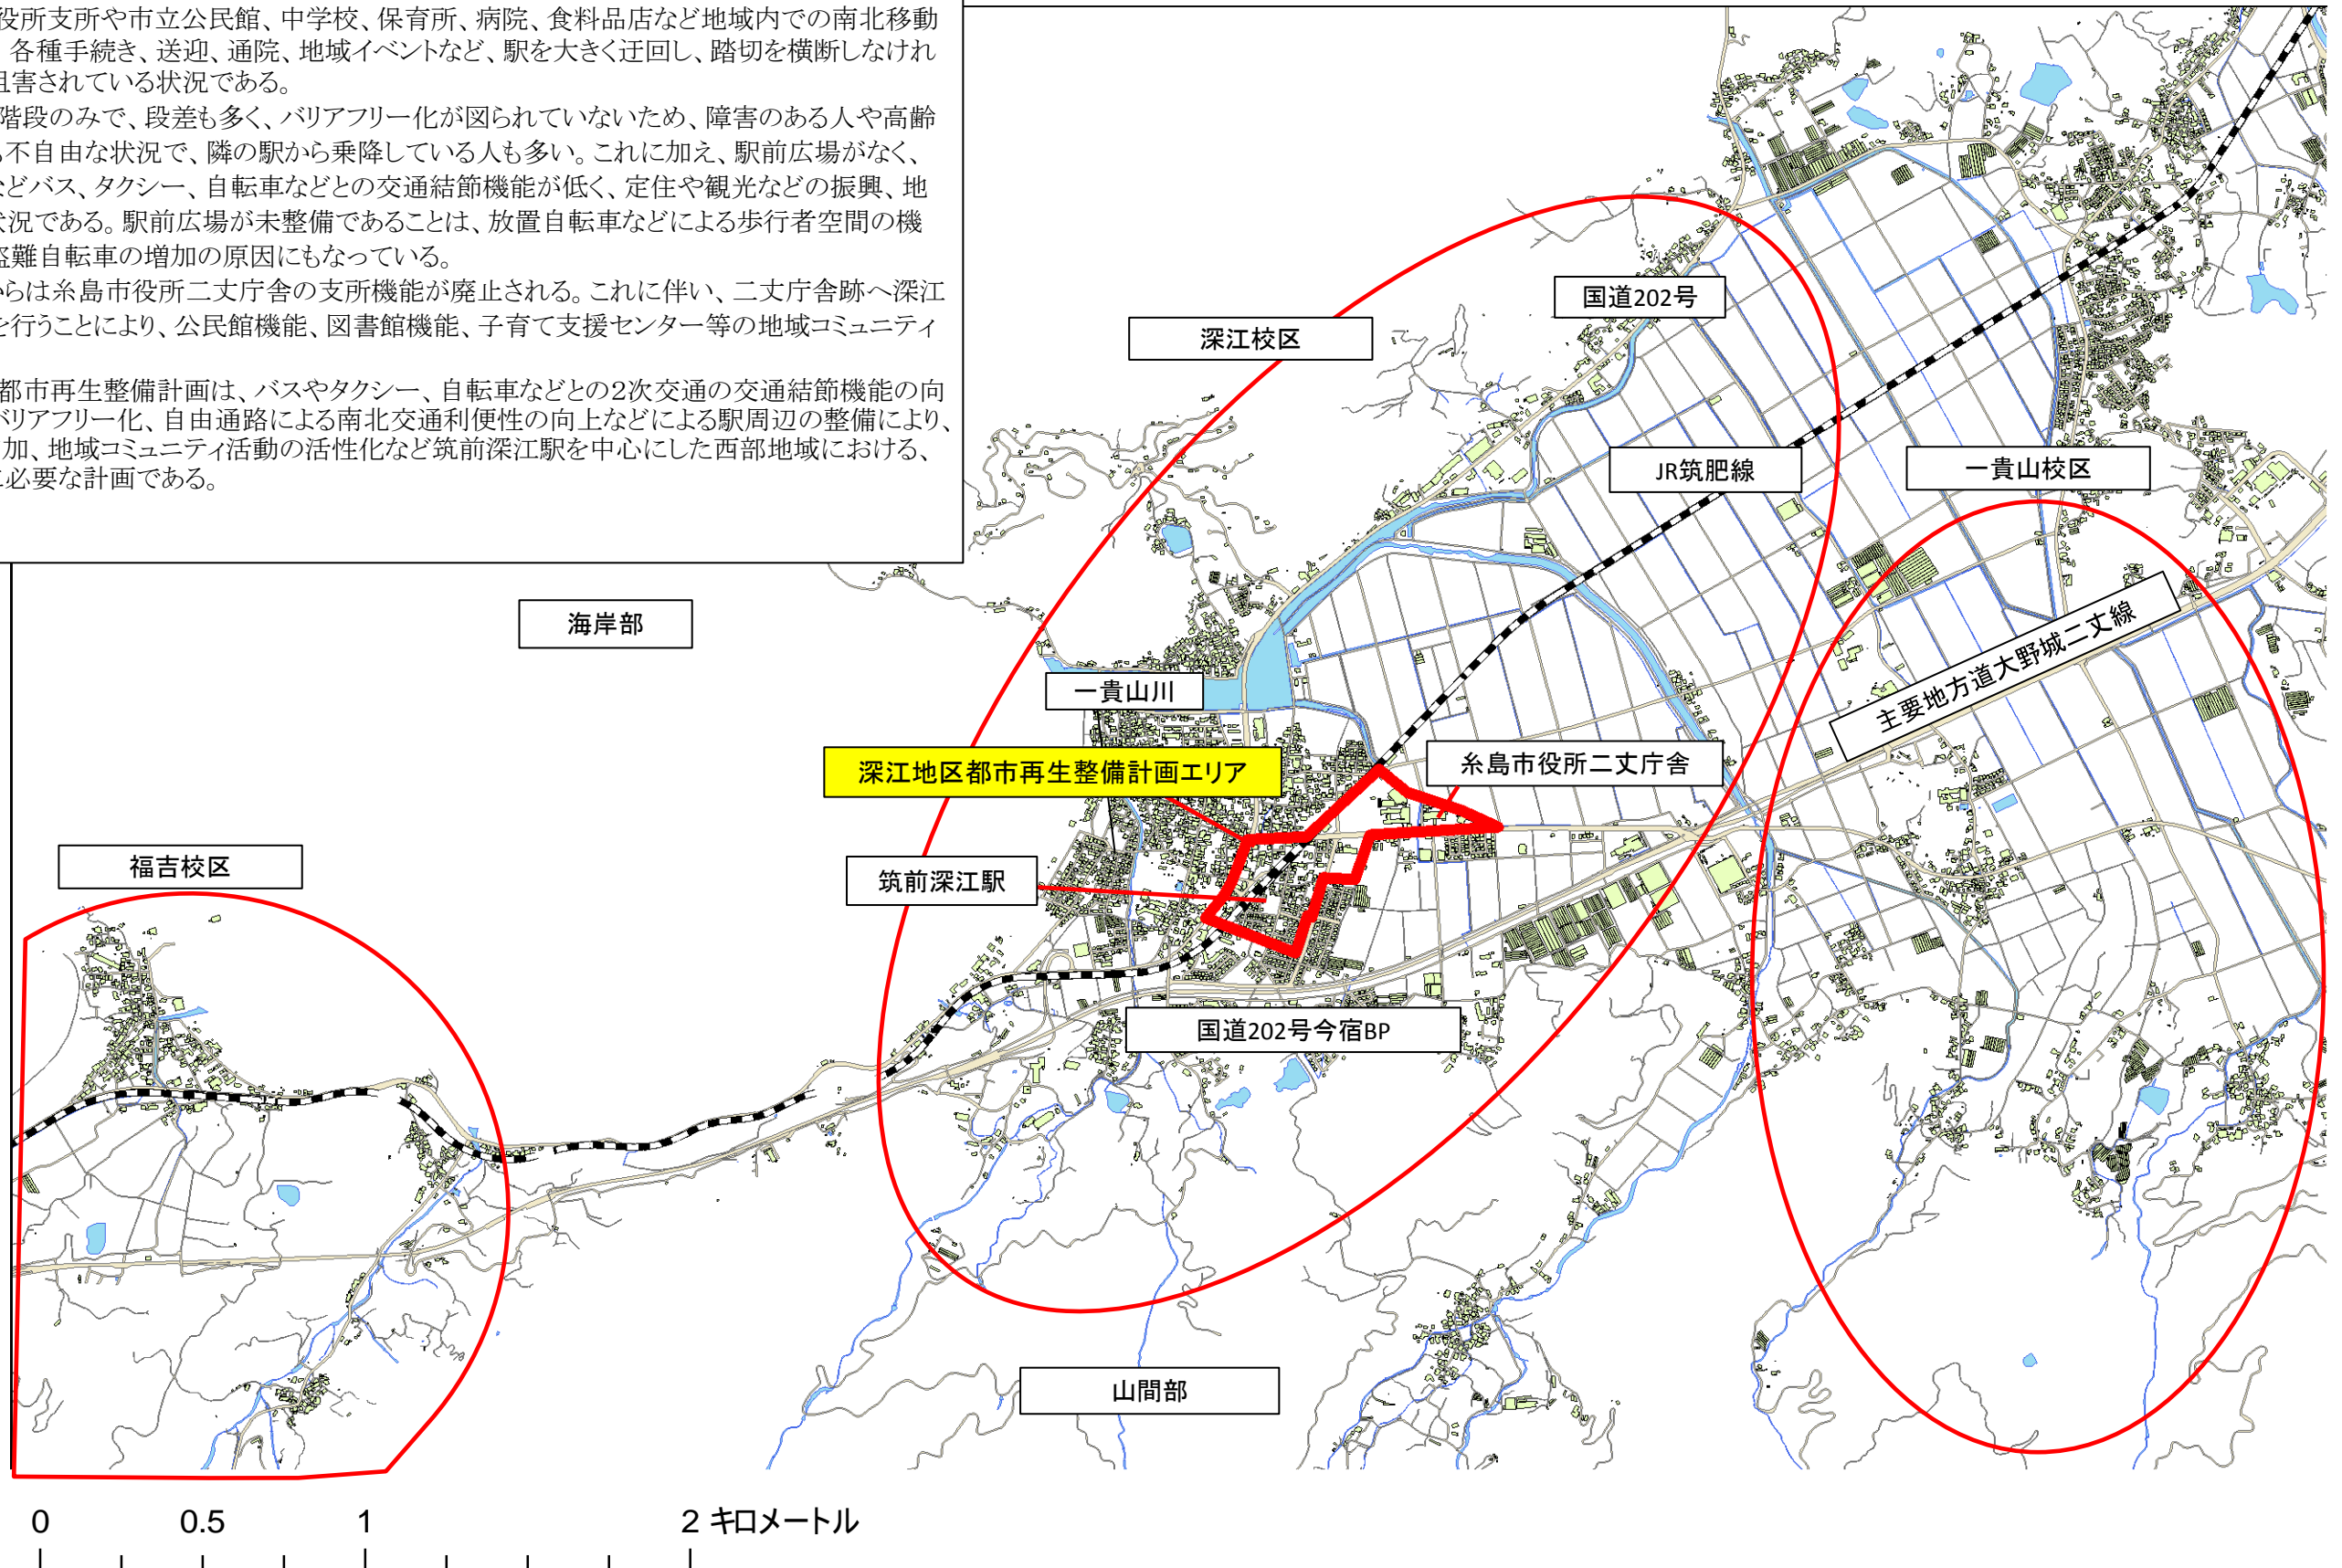 役所支所や市立公民館、中学校、保育所、病院、食料品店など地域内での南北移動
各種手続き、送迎、通院、地域イベントなど、駅を大きく迂回し、踏切を横断しなけれ
害されている状況である。
階段のみで、段差も多く、バリアフリー化が図られていないため、障害のある人や高齢
不自由な状況で、隣の駅から乗降している人も多い。これに加え、駅前広場がなく、
どバス、タクシー、自転車などとの交通結節機能が低く、定住や観光などの振興、地
況である。駅前広場が未整備であることは、放置自転車などによる歩行者空間の機
難自転車の増加の原因にもなっている。
らは糸島市役所二丈庁舎の支所機能が廃止される。これに伴い、二丈庁舎跡へ深江
を行うことにより、公民館機能、図書館機能、子育て支援センター等の地域コミュニティ
都市再生整備計画は、バスやタクシー、自転車などとの2次交通の交通結節機能の向
バリアフリー化、自由通路による南北交通利便性の向上などによる駅周辺の整備により、
加、地域コミュニティ活動の活性化など筑前深江駅を中心にした西部地域における、
必要な計画である。
国道202号
深江校区
JR筑肥線
一貴山校区
海岸部
主要地方道大野城二丈線
一貴山川
深江地区都市再生整備計画エリア
糸島市役所二丈庁舎
福吉校区
筑前深江駅
国道202号今宿BP
山間部
0 0.5 1 2 キロメートル